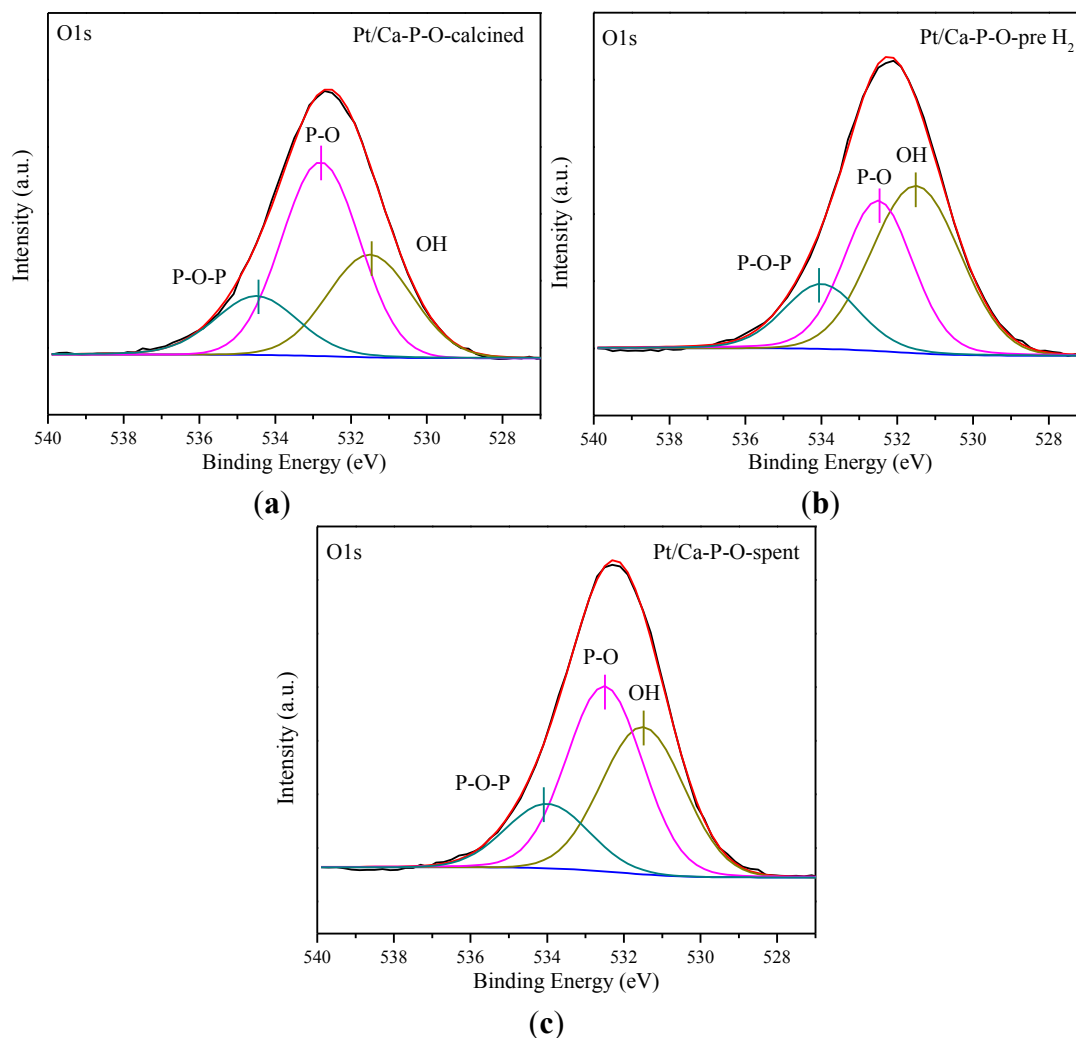 O1s
Pt/Ca-P-O-calcined
P-O
OH
P-O-P
Intensity (a.u.)
540 538 536 534 532 530 528
Binding Energy (eV)
(a)
O1s
Pt/Ca-P-O-pre H2
OH
P-O
P-O-P
Intensity (a.u.)
540 538 536 534 532 530 528
Binding Energy (eV)
(b)
O1s
Pt/Ca-P-O-spent
P-O
OH
P-O-P
Intensity (a.u.)
540 538 536 534 532 530 528
Binding Energy (eV)
(c)